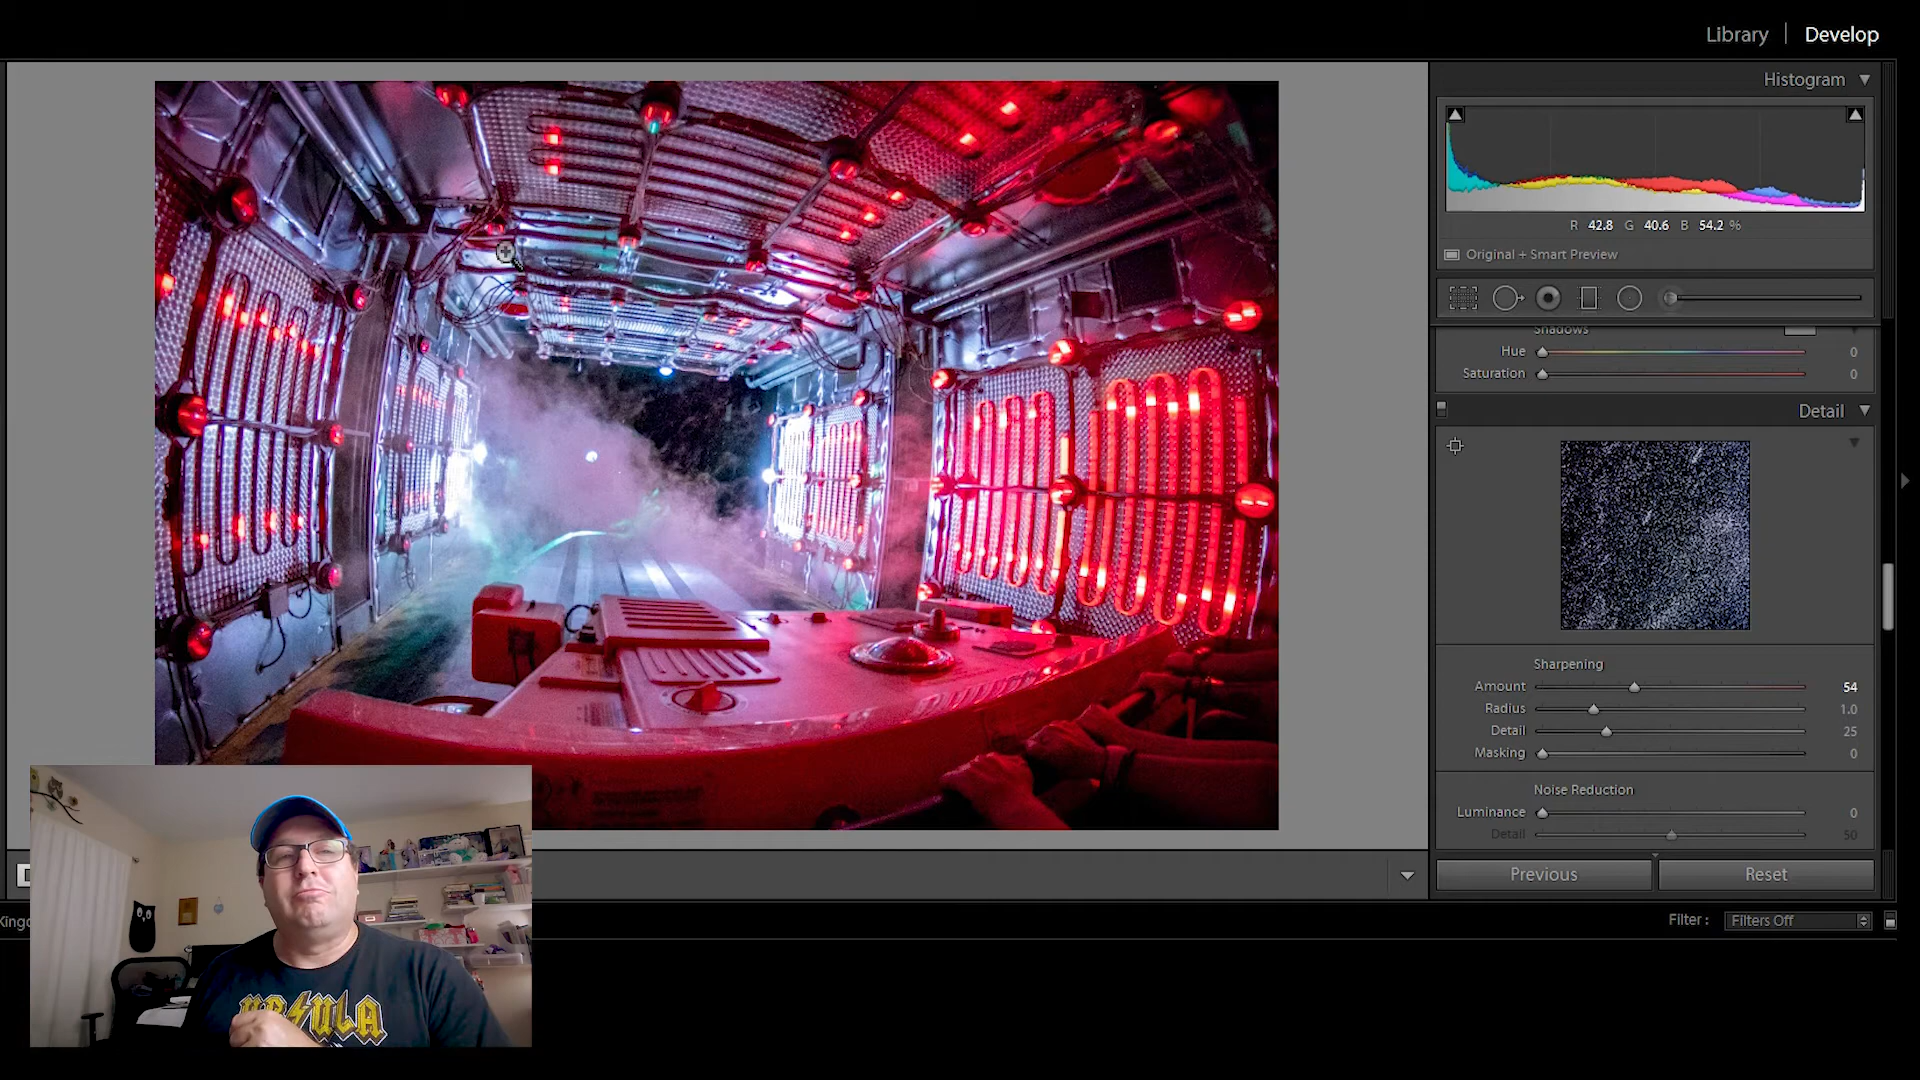 Library | Develop
Histogram
R 42.8 G 40.6 B 54.2 %
Original + Smart Preview
Shadows
Hue 0
Saturation 0
Detail
Sharpening
Amount 54
Radius 1.0
Detail 25
Masking 0
Noise Reduction
Luminance 0
Detail 50
Previous Reset
Filter : Filters Off
URSULA